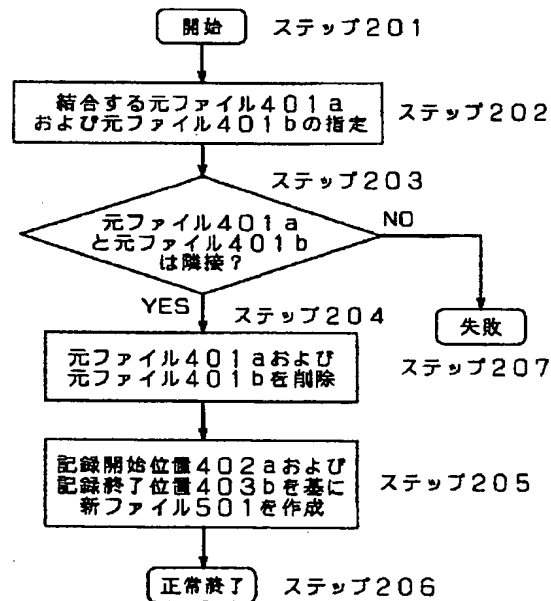 開始
ステップ201
結合する元ファイル401a
および元ファイル401bの指定
ステップ202
ステップ203
元ファイル401a
と元ファイル401b
は隣接？
NO
YES
ステップ204
失敗
ステップ207
元ファイル401aおよび
元ファイル401bを削除
記録開始位置402aおよび
記録終了位置403bを基に
新ファイル501を作成
ステップ205
正常終了
ステップ206